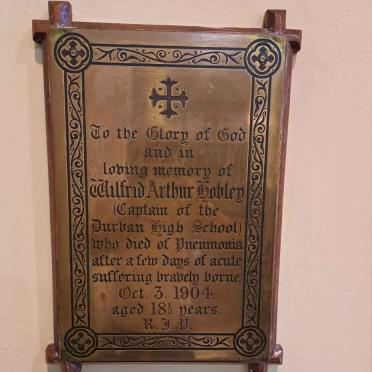 To the Glory of God
and in
loving memory of
Wilfrid Arthur Hobley
(Captain of the
Durban High School)
who died of Pneumonia
after a few days of acute
suffering bravely borne.
Oct. 3. 1904.
aged 18½ years.
R.I.P.